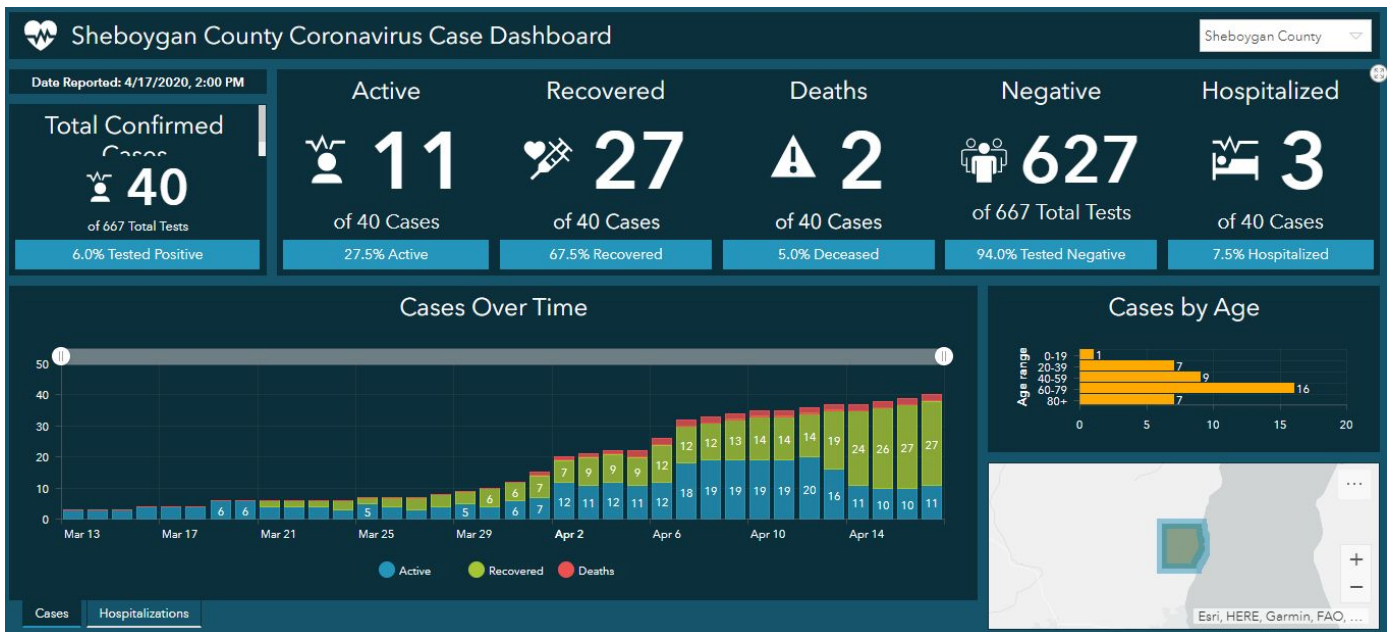 Sheboygan County Coronavirus Case Dashboard
Sheboygan County
Date Reported: 4/17/2020, 2:00 PM
Total Confirmed
Cases
40
of 667 Total Tests
6.0% Tested Positive
Active
11
of 40 Cases
27.5% Active
Recovered
27
of 40 Cases
67.5% Recovered
Deaths
2
of 40 Cases
5.0% Deceased
Negative
627
of 667 Total Tests
94.0% Tested Negative
Hospitalized
3
of 40 Cases
7.5% Hospitalized
Cases Over Time
50
40
30
20
10
0
6 6 5 5 6 6 6 7 7 7 12 9 11 9 12 9 11 12 12 12 18 12 19 13 19 14 19 14 19 14 20 19 16 24 11 26 10 27 10 27 11
Mar 13 Mar 17 Mar 21 Mar 25 Mar 29 Apr 2 Apr 6 Apr 10 Apr 14
Active Recovered Deaths
Cases Hospitalizations
Cases by Age
Age range
0-19 1
20-39 7
40-59 9
60-79 16
80+ 7
0 5 10 15 20
...
+
−
Esri, HERE, Garmin, FAO, ...